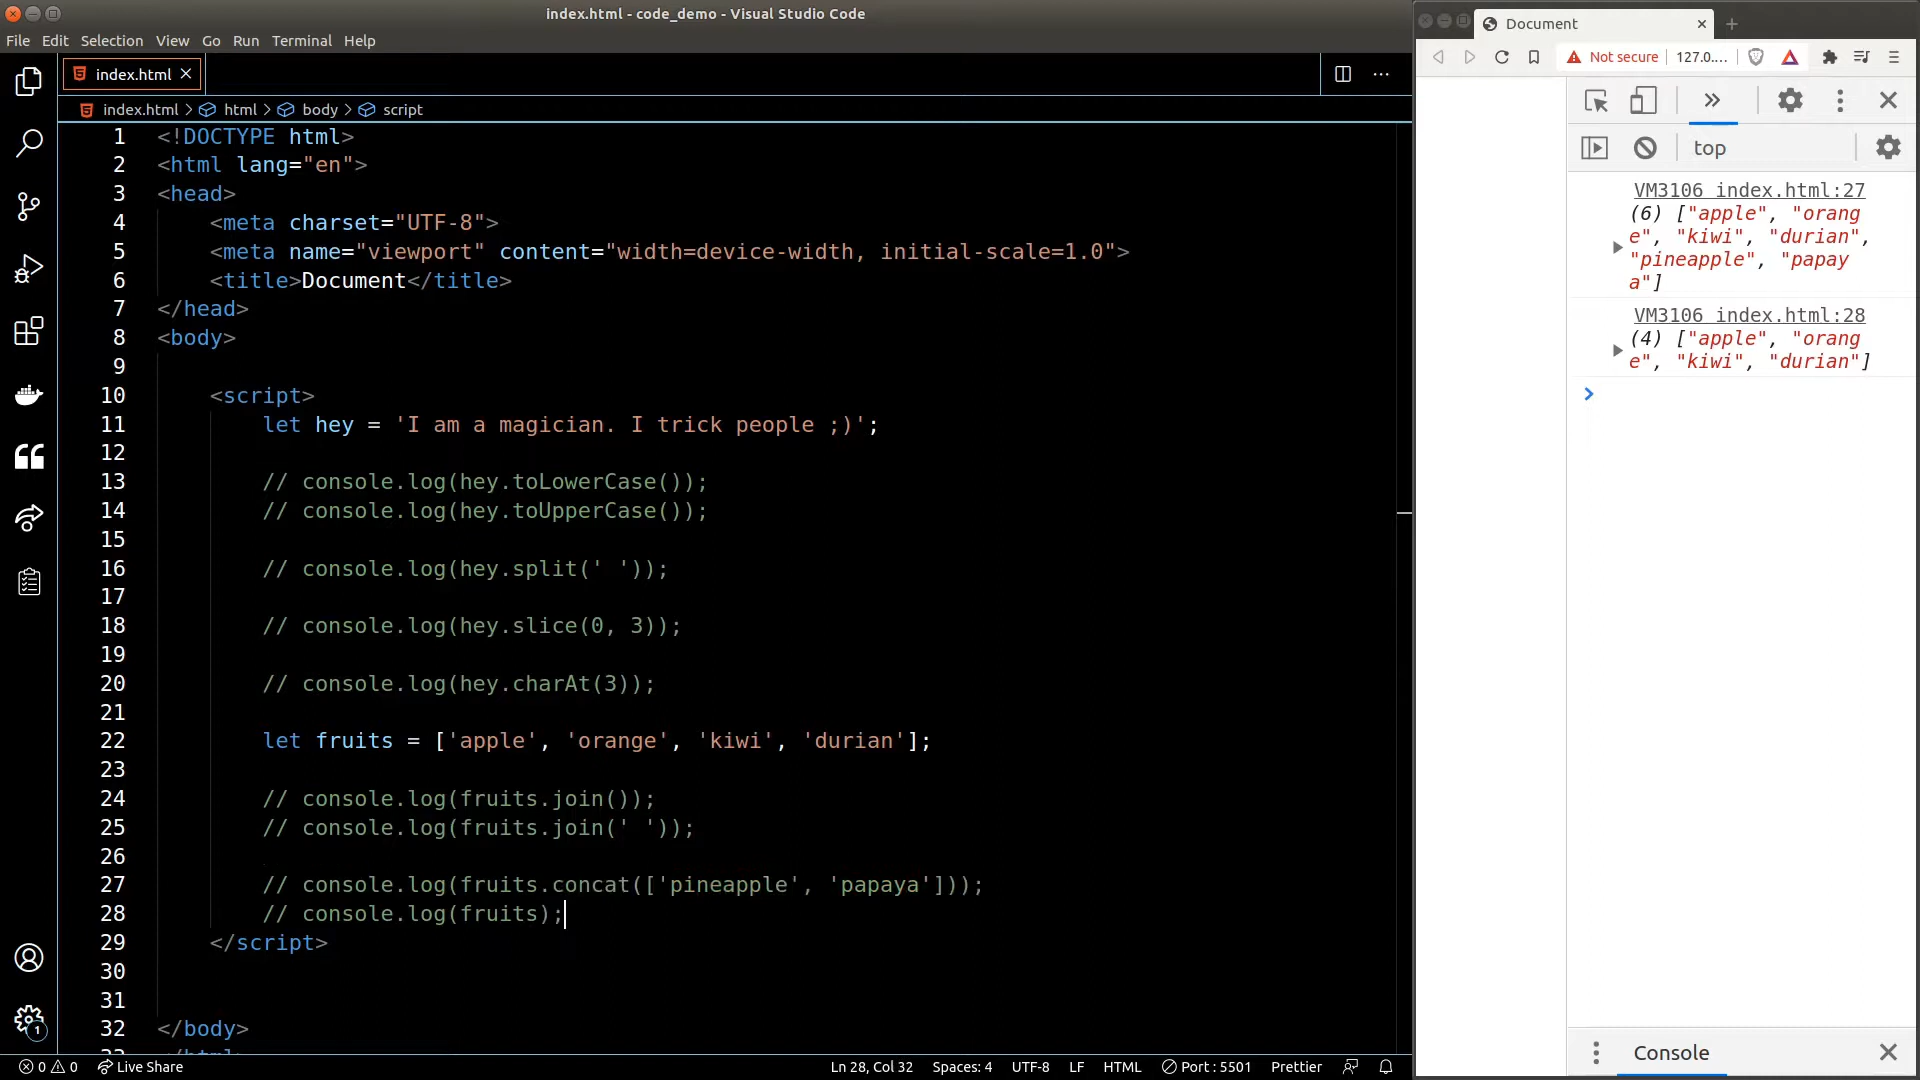 index.html - code_demo - Visual Studio Code
File Edit Selection View Go Run Terminal Help
index.html
index.html > html > body > script
1 <!DOCTYPE html>
2 <html lang="en">
3 <head>
4 <meta charset="UTF-8">
5 <meta name="viewport" content="width=device-width, initial-scale=1.0">
6 <title>Document</title>
7 </head>
8 <body>
9
10 <script>
11 let hey = 'I am a magician. I trick people ;)';
12
13 // console.log(hey.toLowerCase());
14 // console.log(hey.toUpperCase());
15
16 // console.log(hey.split(' '));
17
18 // console.log(hey.slice(0, 3));
19
20 // console.log(hey.charAt(3));
21
22 let fruits = ['apple', 'orange', 'kiwi', 'durian'];
23
24 // console.log(fruits.join());
25 // console.log(fruits.join(' '));
26
27 // console.log(fruits.concat(['pineapple', 'papaya']));
28 // console.log(fruits);
29 </script>
30
31
32 </body>
1
0 0 Live Share Ln 28, Col 32 Spaces: 4 UTF-8 LF HTML Port : 5501 Prettier
Document
Not secure 127.0....
top
VM3106 index.html:27
(6) ["apple", "orang
e", "kiwi", "durian",
"pineapple", "papay
a"]
VM3106 index.html:28
(4) ["apple", "orang
e", "kiwi", "durian"]
Console